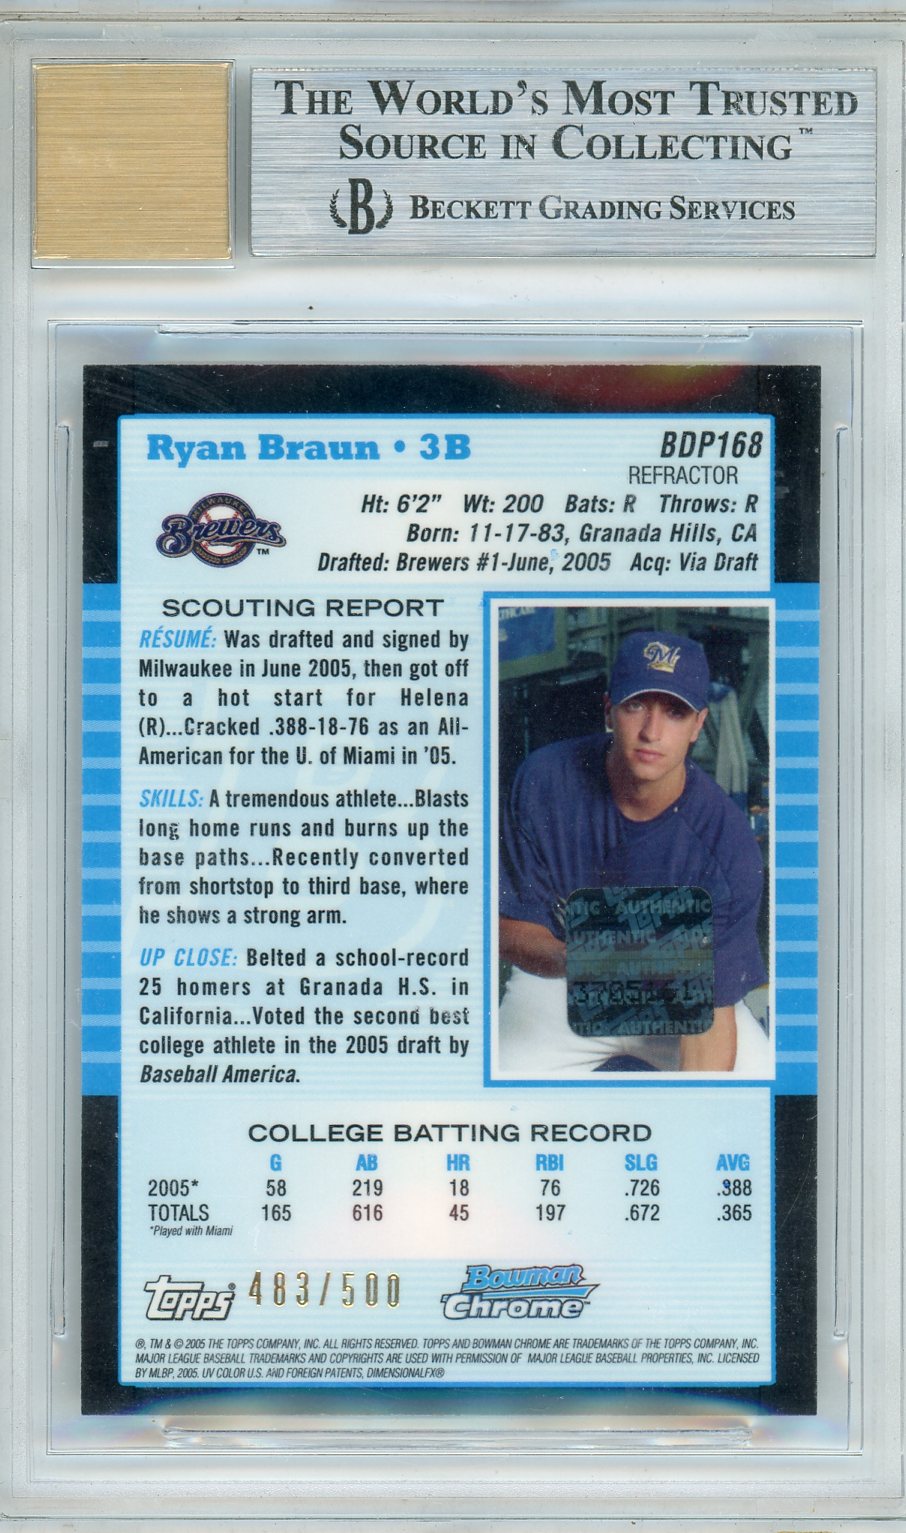 THE WORLD'S MOST TRUSTED
SOURCE IN COLLECTING™
B BECKETT GRADING SERVICES
Ryan Braun • 3B
BDP168
REFRACTOR
MILWAUKEE
Brewers™
Ht: 6'2" Wt: 200 Bats: R Throws: R
Born: 11-17-83, Granada Hills, CA
Drafted: Brewers #1-June, 2005 Acq: Via Draft
SCOUTING REPORT
RÉSUMÉ: Was drafted and signed by
Milwaukee in June 2005, then got off
to a hot start for Helena
(R)...Cracked .388-18-76 as an All-
American for the U. of Miami in '05.
SKILLS: A tremendous athlete...Blasts
long home runs and burns up the
base paths...Recently converted
from shortstop to third base, where
he shows a strong arm.
UP CLOSE: Belted a school-record
25 homers at Granada H.S. in
California...Voted the second best
college athlete in the 2005 draft by
Baseball America.
M
AUTHENTIC
AUTHENTIC
AUTHENTIC
AUTHENTIC
COLLEGE BATTING RECORD
G AB HR RBI SLG AVG
2005* 58 219 18 76 .726 .388
TOTALS 165 616 45 197 .672 .365
*Played with Miami
Topps® 483/500 Bowman
Chrome™
®, TM & © 2005 THE TOPPS COMPANY, INC. ALL RIGHTS RESERVED. TOPPS AND BOWMAN CHROME ARE TRADEMARKS OF THE TOPPS COMPANY, INC.
MAJOR LEAGUE BASEBALL TRADEMARKS AND COPYRIGHTS ARE USED WITH PERMISSION OF MAJOR LEAGUE BASEBALL PROPERTIES, INC. LICENSED
BY MLBP, 2005. UV COLOR U.S. AND FOREIGN PATENTS, DIMENSIONALFX®